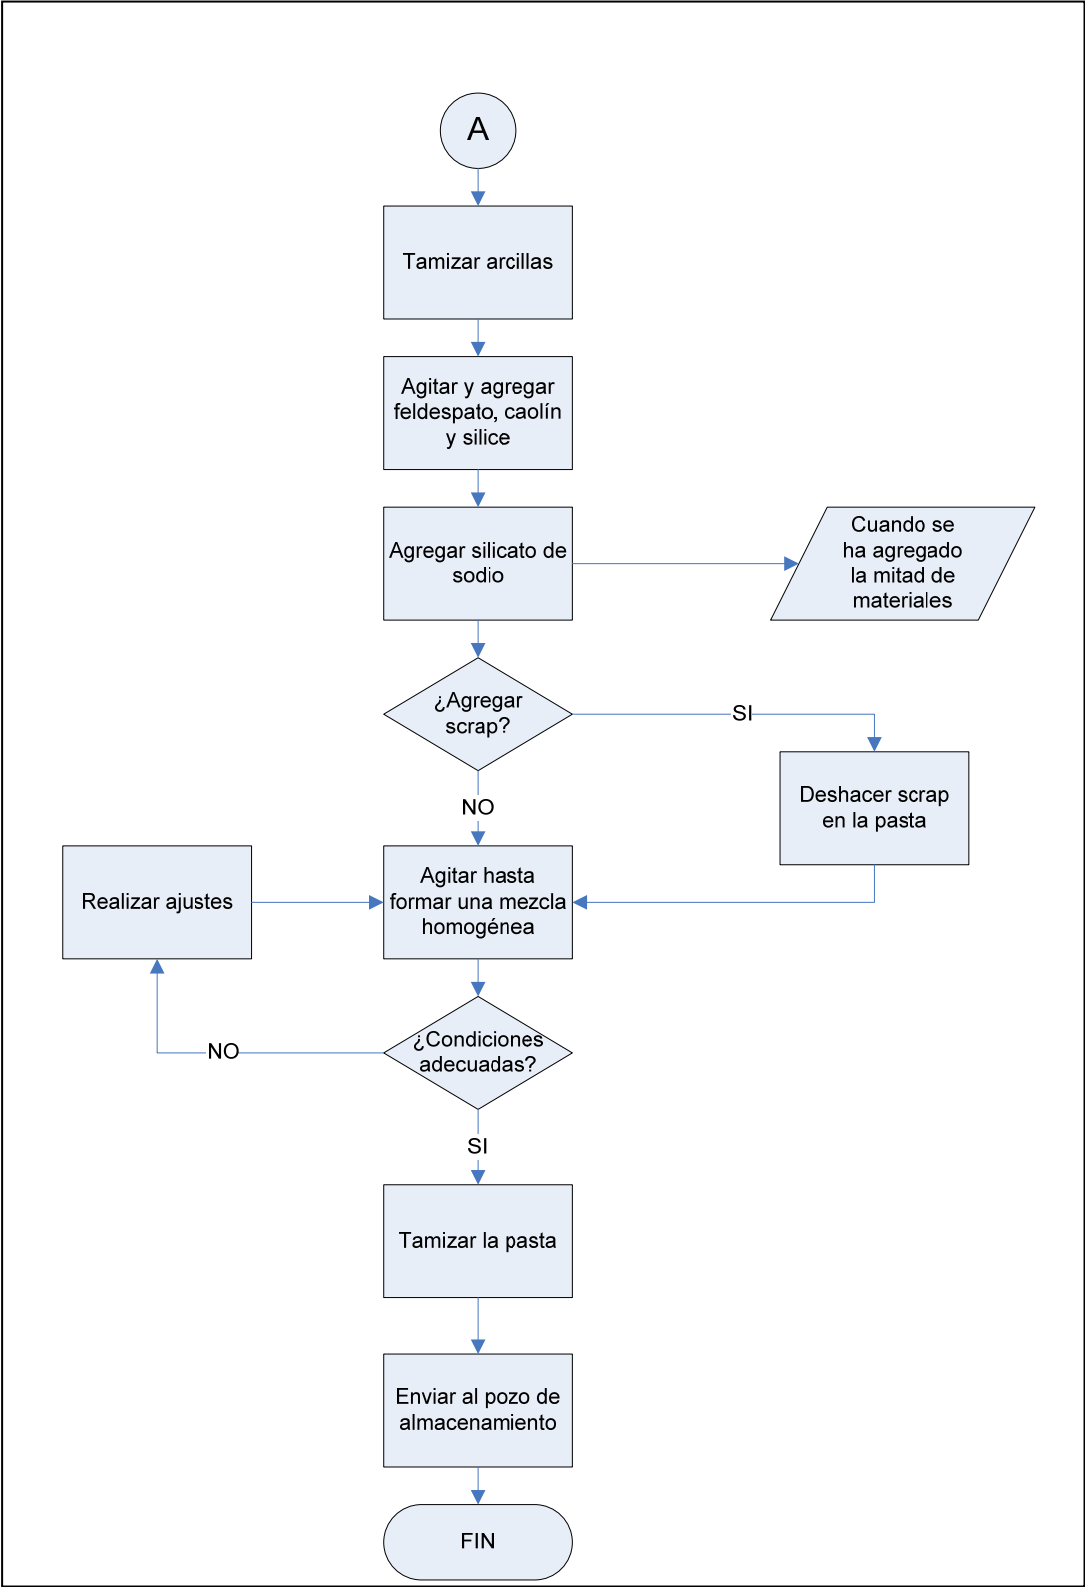 A
Tamizar arcillas
Agitar y agregar
feldespato, caolín
y silice
Agregar silicato de
sodio
Cuando se
ha agregado
la mitad de
materiales
¿Agregar
scrap?
SI
Deshacer scrap
en la pasta
NO
Realizar ajustes
Agitar hasta
formar una mezcla
homogénea
¿Condiciones
adecuadas?
NO
SI
Tamizar la pasta
Enviar al pozo de
almacenamiento
FIN